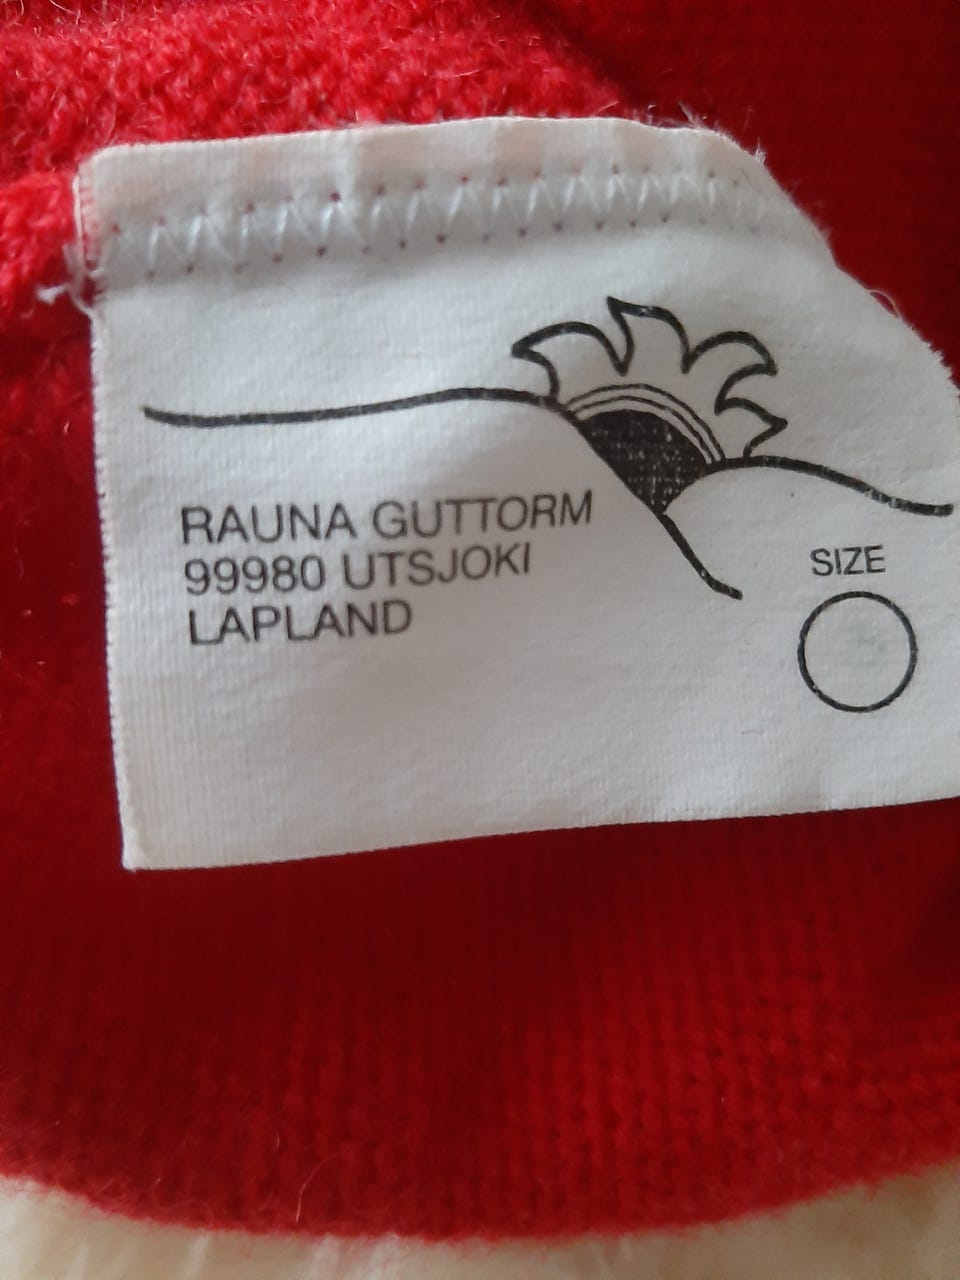 RAUNA GUTTORM
99980 UTSJOKI
LAPLAND
SIZE